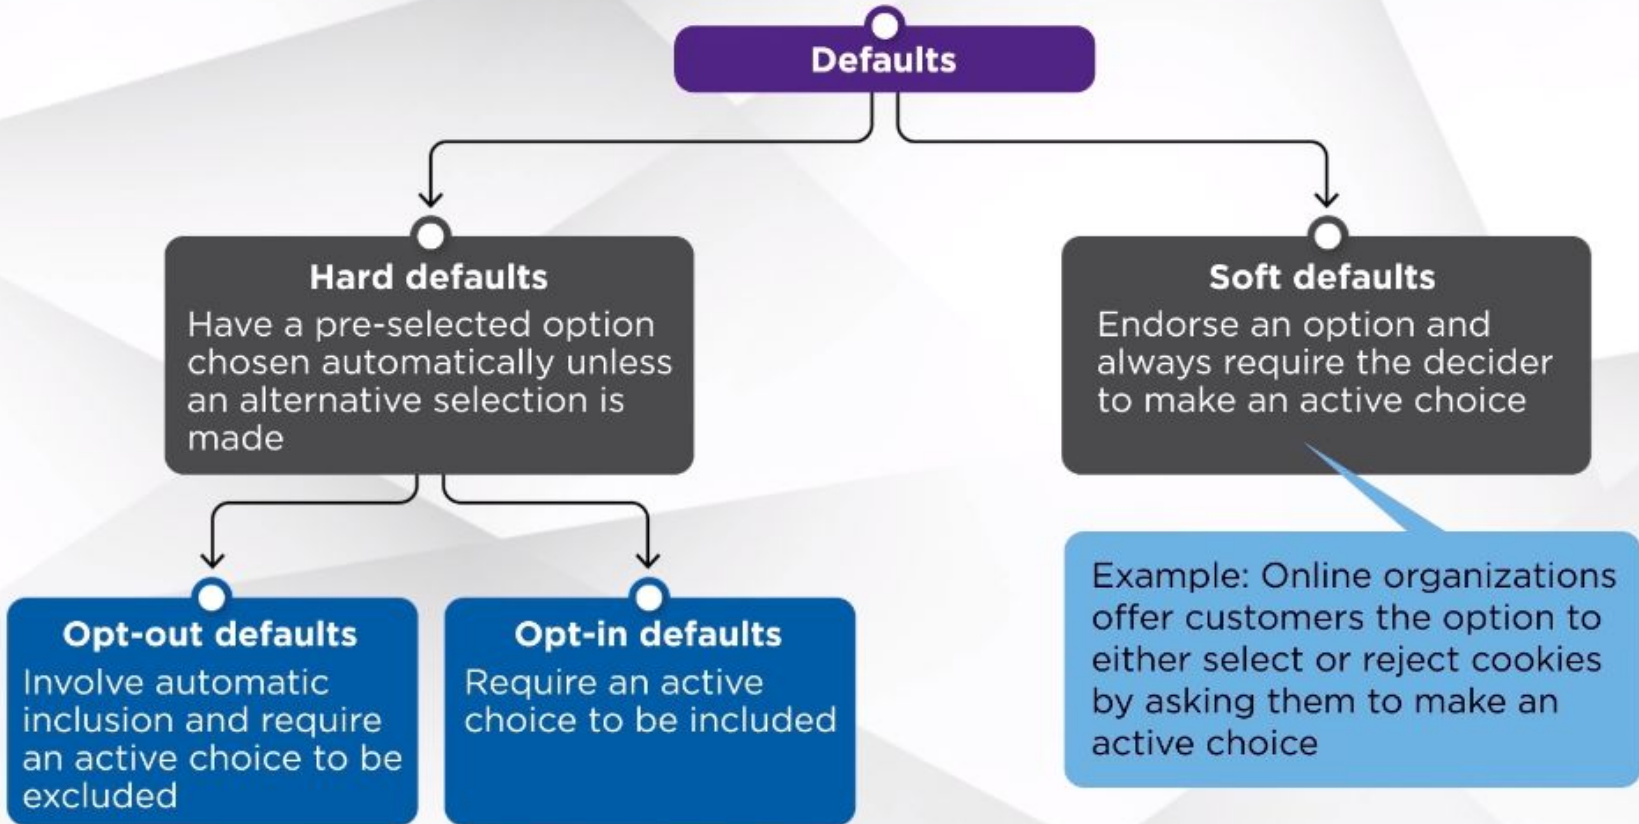 Defaults
Hard defaults
Have a pre-selected option
chosen automatically unless
an alternative selection is
made
Soft defaults
Endorse an option and
always require the decider
to make an active choice
Opt-out defaults
Involve automatic
inclusion and require
an active choice to be
excluded
Opt-in defaults
Require an active
choice to be included
Example: Online organizations
offer customers the option to
either select or reject cookies
by asking them to make an
active choice